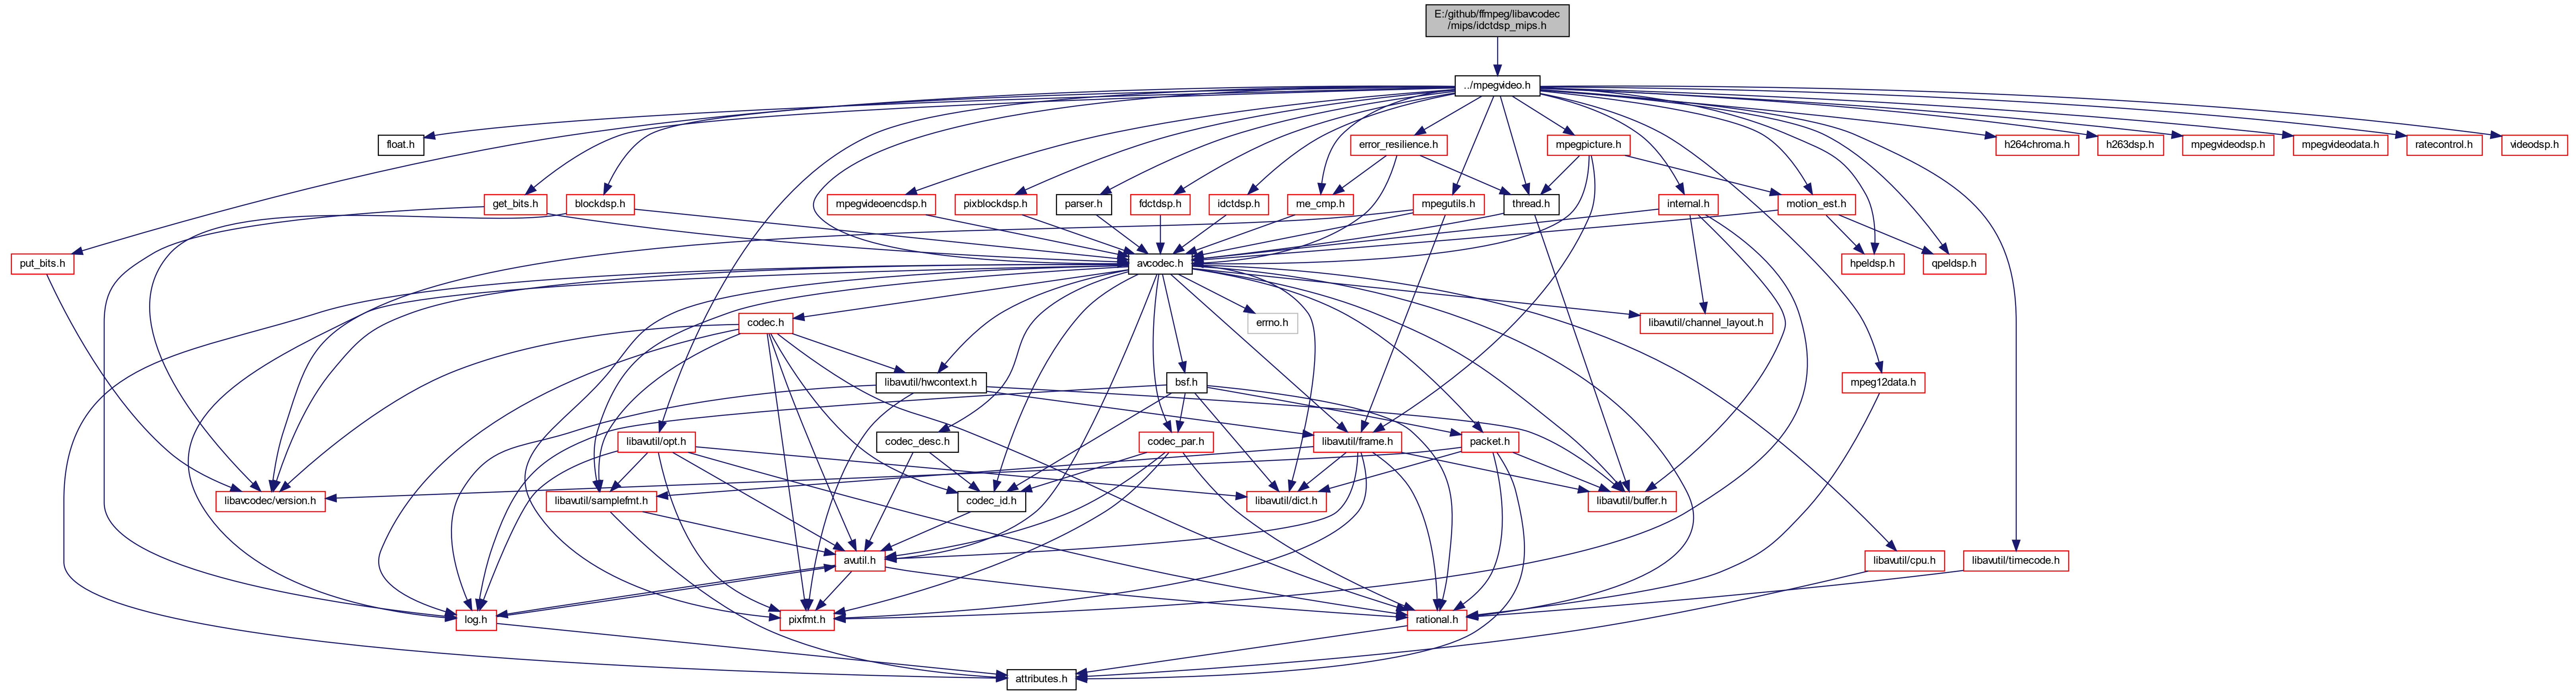 E:/github/ffmpeg/libavcodec
/mips/idctdsp_mips.h
../mpegvideo.h
float.h
error_resilience.h
mpegpicture.h
h264chroma.h
h263dsp.h
mpegvideodsp.h
mpegvideodata.h
ratecontrol.h
videodsp.h
get_bits.h
blockdsp.h
mpegvideoencdsp.h
pixblockdsp.h
parser.h
fdctdsp.h
idctdsp.h
me_cmp.h
mpegutils.h
thread.h
internal.h
motion_est.h
put_bits.h
avcodec.h
hpeldsp.h
qpeldsp.h
codec.h
errno.h
libavutil/channel_layout.h
libavutil/hwcontext.h
bsf.h
mpeg12data.h
libavutil/opt.h
codec_desc.h
codec_par.h
libavutil/frame.h
packet.h
libavcodec/version.h
libavutil/samplefmt.h
codec_id.h
libavutil/dict.h
libavutil/buffer.h
avutil.h
libavutil/cpu.h
libavutil/timecode.h
log.h
pixfmt.h
rational.h
attributes.h